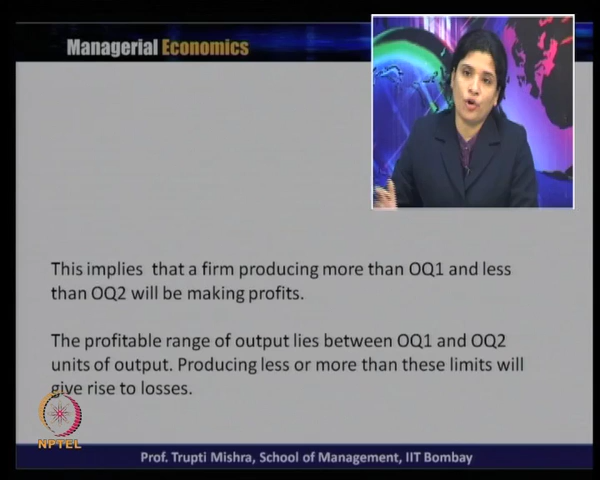 Managerial Economics
This implies that a firm producing more than OQ1 and less
than OQ2 will be making profits.
The profitable range of output lies between OQ1 and OQ2
units of output. Producing less or more than these limits will
give rise to losses.
NPTEL
Prof. Trupti Mishra, School of Management, IIT Bombay